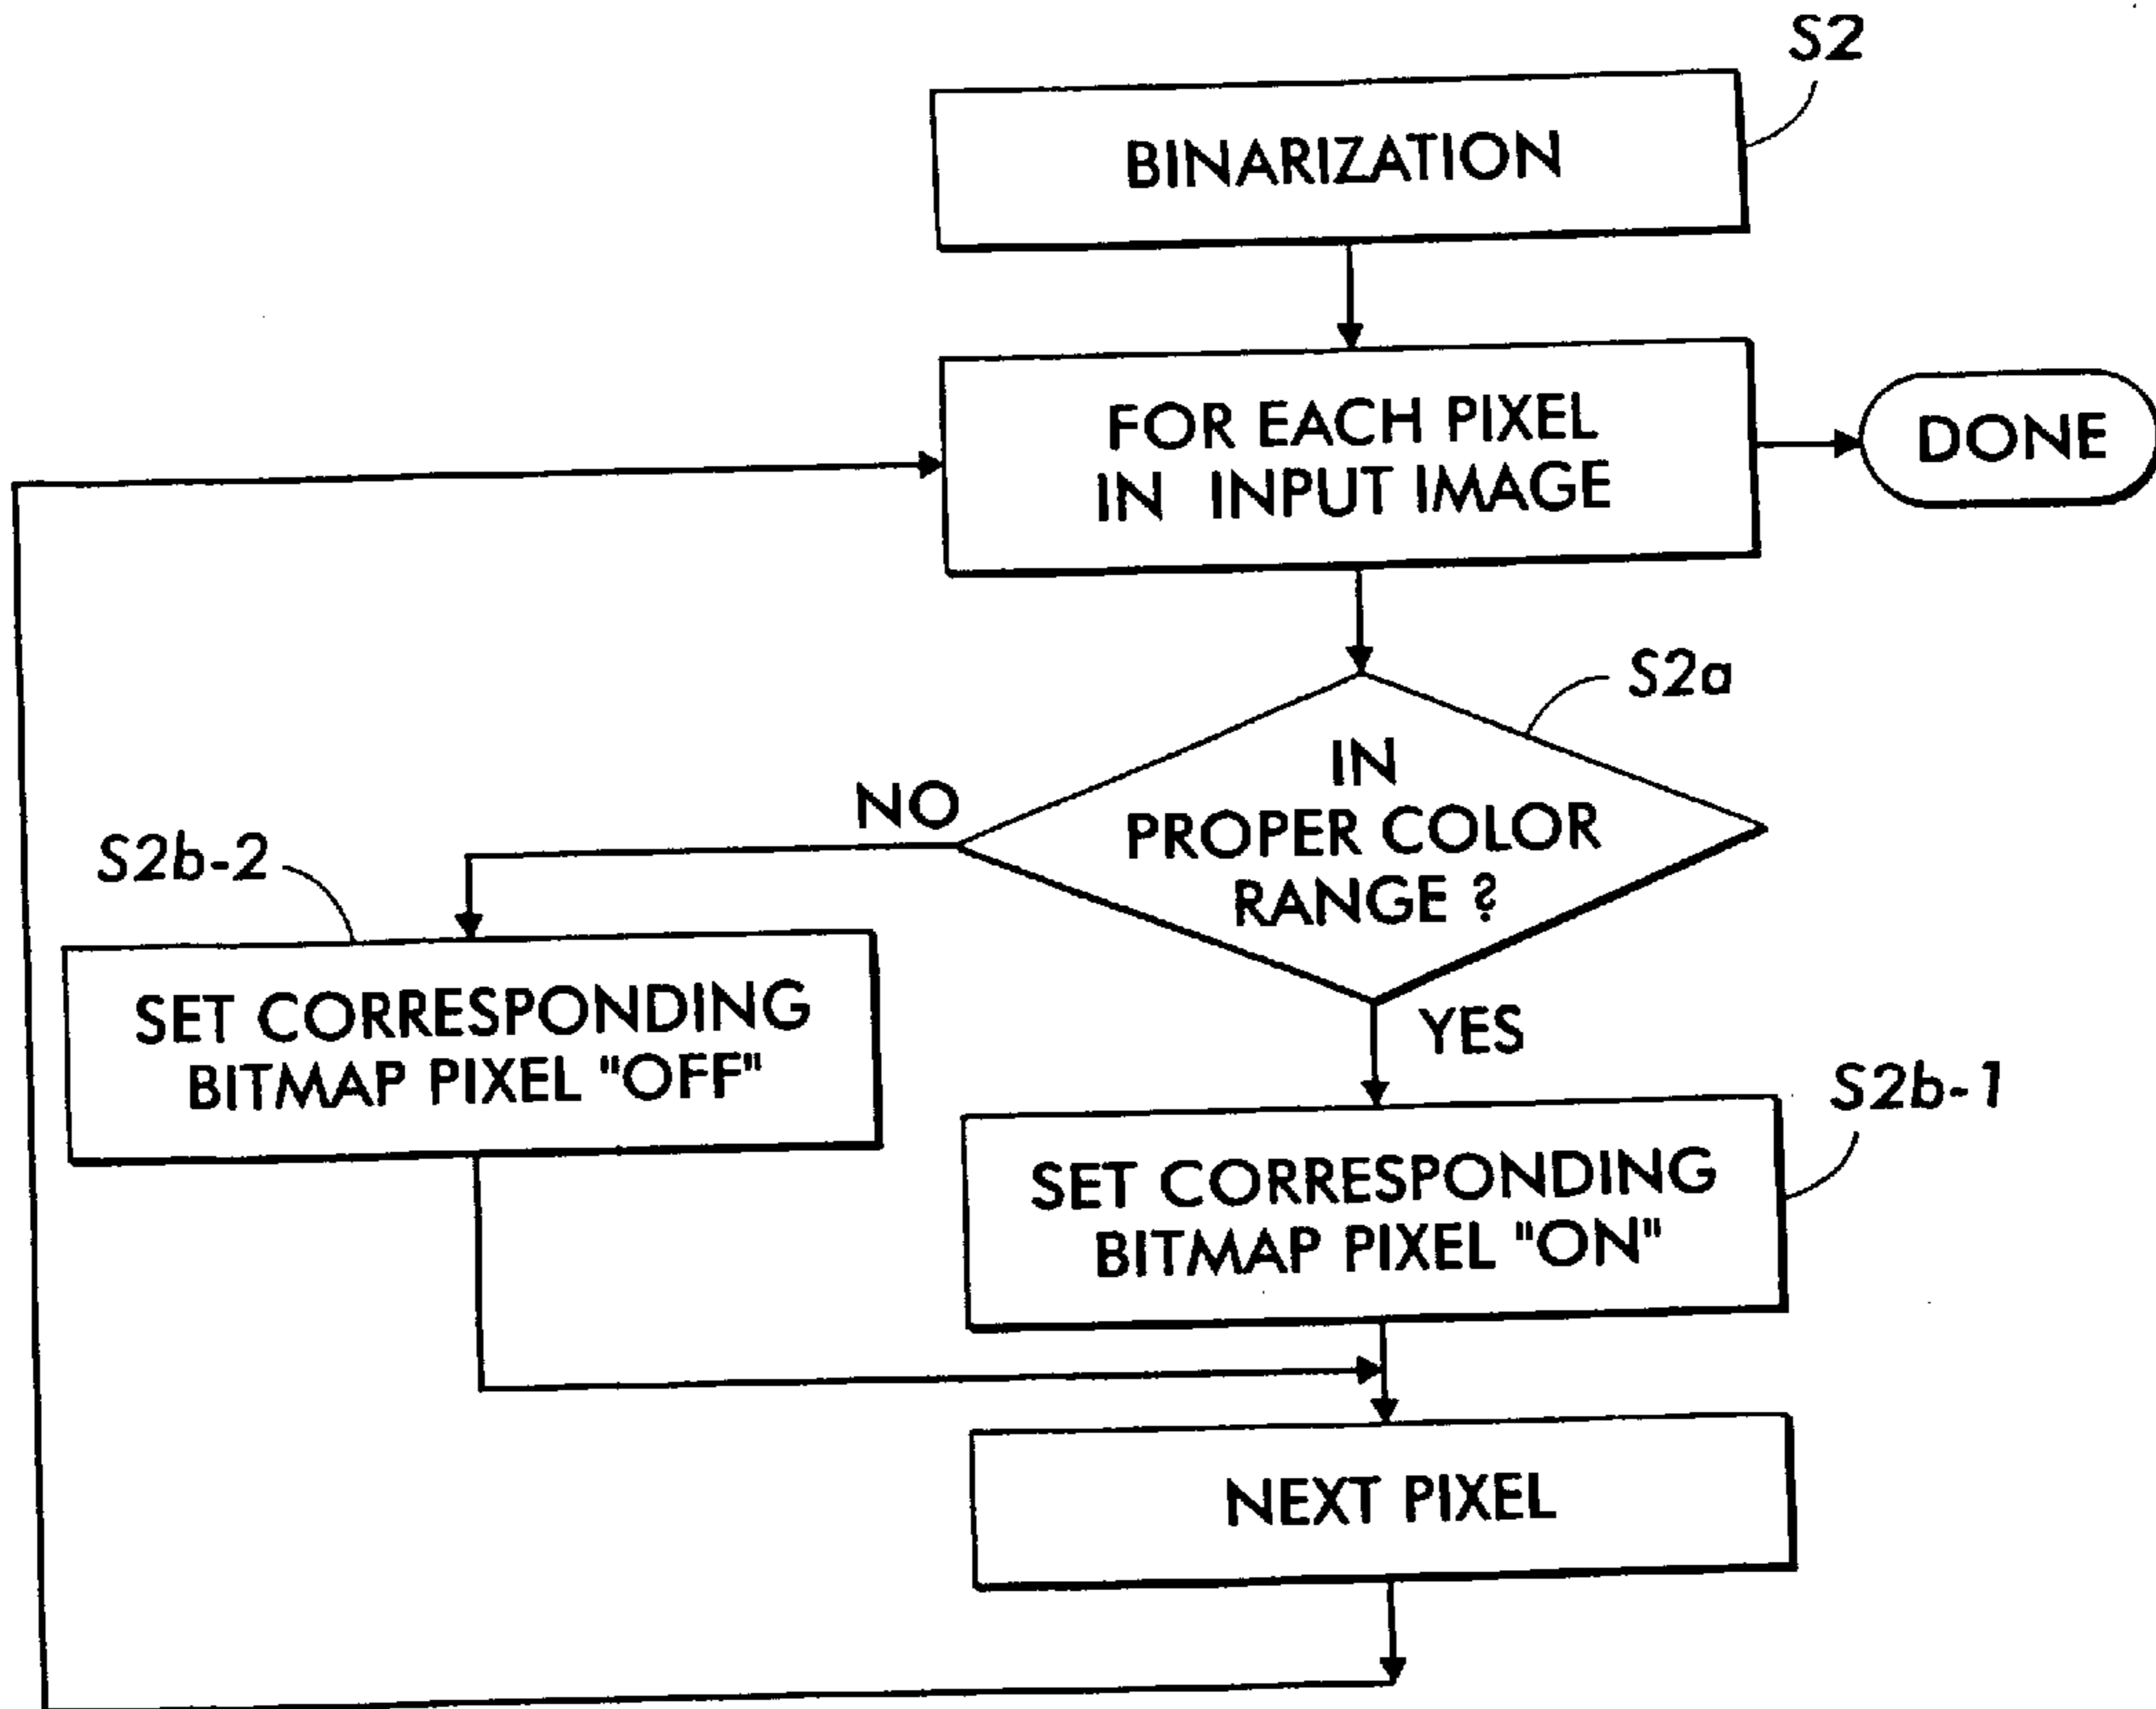 S2
BINARIZATION
FOR EACH PIXEL
IN INPUT IMAGE
DONE
S2a
IN
PROPER COLOR
RANGE ?
NO
S2b-2
SET CORRESPONDING
BITMAP PIXEL "OFF"
YES
S2b-1
SET CORRESPONDING
BITMAP PIXEL "ON"
NEXT PIXEL